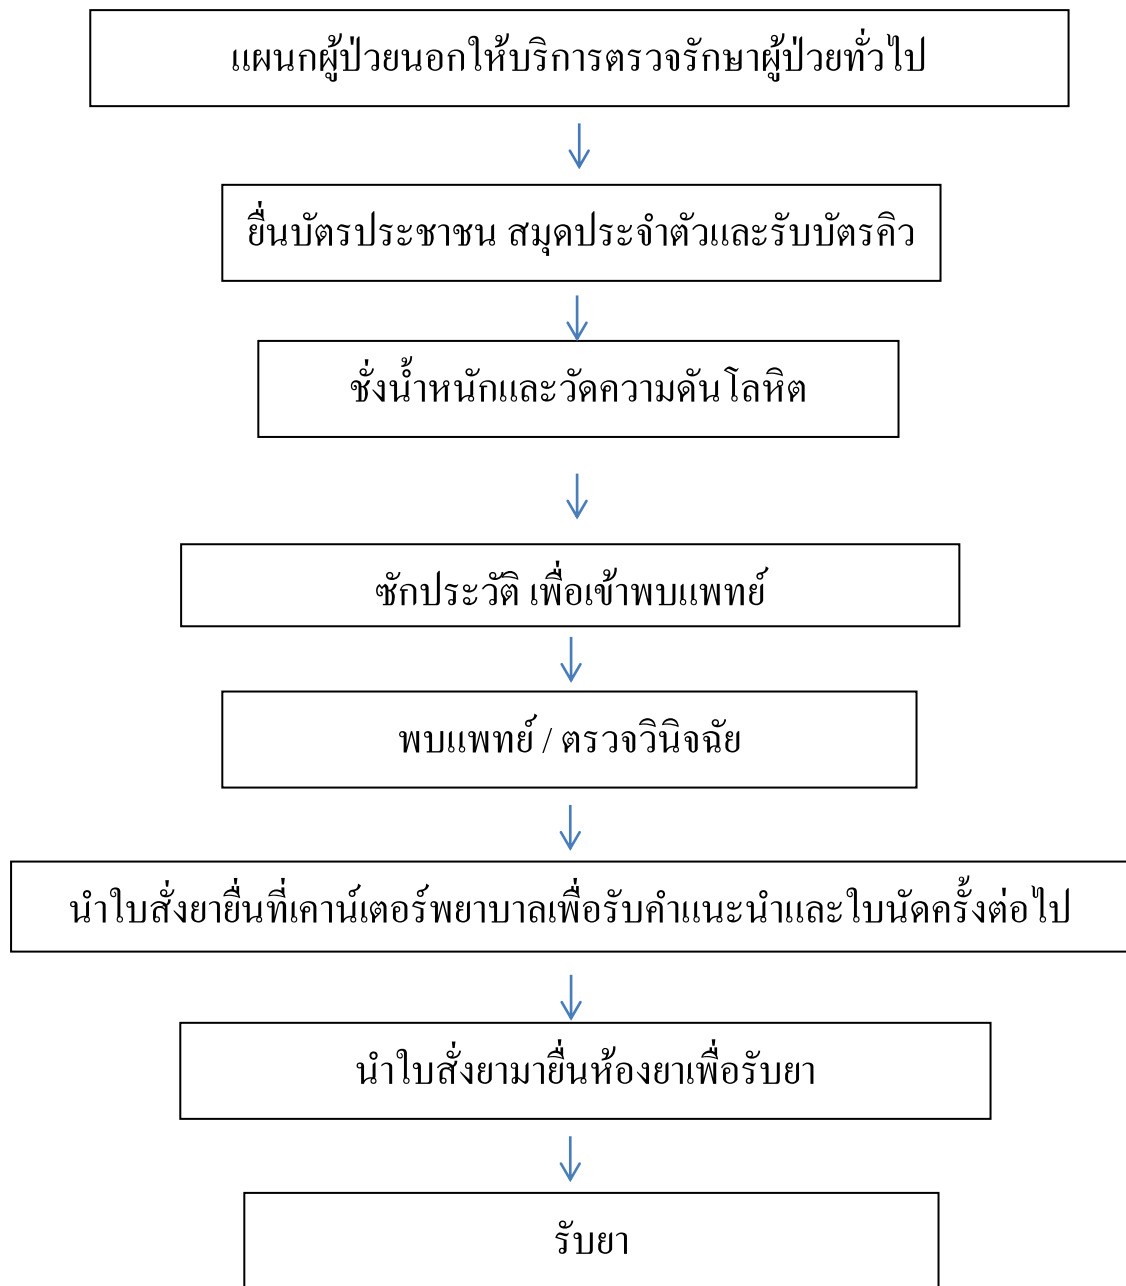 แผนกผู้ป่วยนอกให้บริการตรวจรักษาผู้ป่วยทั่วไป
ยื่นบัตรประชาชน สมุดประจำตัวและรับบัตรคิว
ชั่งน้ำหนักและวัดความดันโลหิต
ซักประวัติ เพื่อเข้าพบแพทย์
พบแพทย์ / ตรวจวินิจฉัย
นำใบสั่งยายื่นที่เคาน์เตอร์พยาบาลเพื่อรับคำแนะนำและใบนัดครั้งต่อไป
นำใบสั่งยามายื่นห้องยาเพื่อรับยา
รับยา